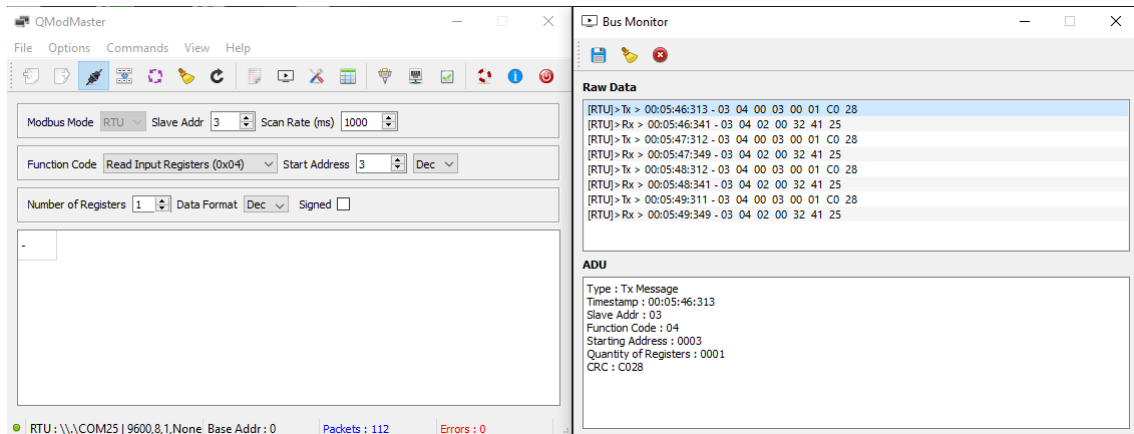 QModMaster
File Options Commands View Help
Modbus Mode RTU Slave Addr 3 Scan Rate (ms) 1000
Function Code Read Input Registers (0x04) Start Address 3 Dec
Number of Registers 1 Data Format Dec Signed
-
RTU : \\.\COM25 | 9600,8,1,None Base Addr : 0 Packets : 112 Errors : 0
Bus Monitor
Raw Data
[RTU]>Tx > 00:05:46:313 - 03 04 00 03 00 01 C0 28
[RTU]>Rx > 00:05:46:341 - 03 04 02 00 32 41 25
[RTU]>Tx > 00:05:47:312 - 03 04 00 03 00 01 C0 28
[RTU]>Rx > 00:05:47:349 - 03 04 02 00 32 41 25
[RTU]>Tx > 00:05:48:312 - 03 04 00 03 00 01 C0 28
[RTU]>Rx > 00:05:48:341 - 03 04 02 00 32 41 25
[RTU]>Tx > 00:05:49:311 - 03 04 00 03 00 01 C0 28
[RTU]>Rx > 00:05:49:349 - 03 04 02 00 32 41 25
ADU
Type : Tx Message
Timestamp : 00:05:46:313
Slave Addr : 03
Function Code : 04
Starting Address : 0003
Quantity of Registers : 0001
CRC : C028